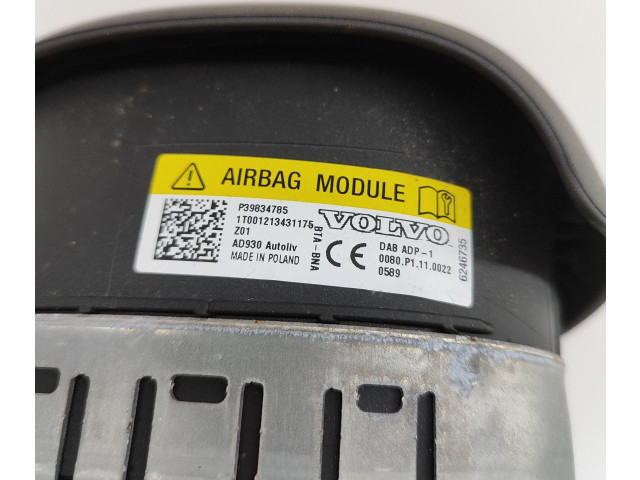 AIRBAG MODULE
P39834785
1T001213431175
Z01
AD930 Autoliv
MADE IN POLAND
BTA-BNA
VOLVO
CE
DAB ADP-1
0080.P1.11.0022
0589
6246735